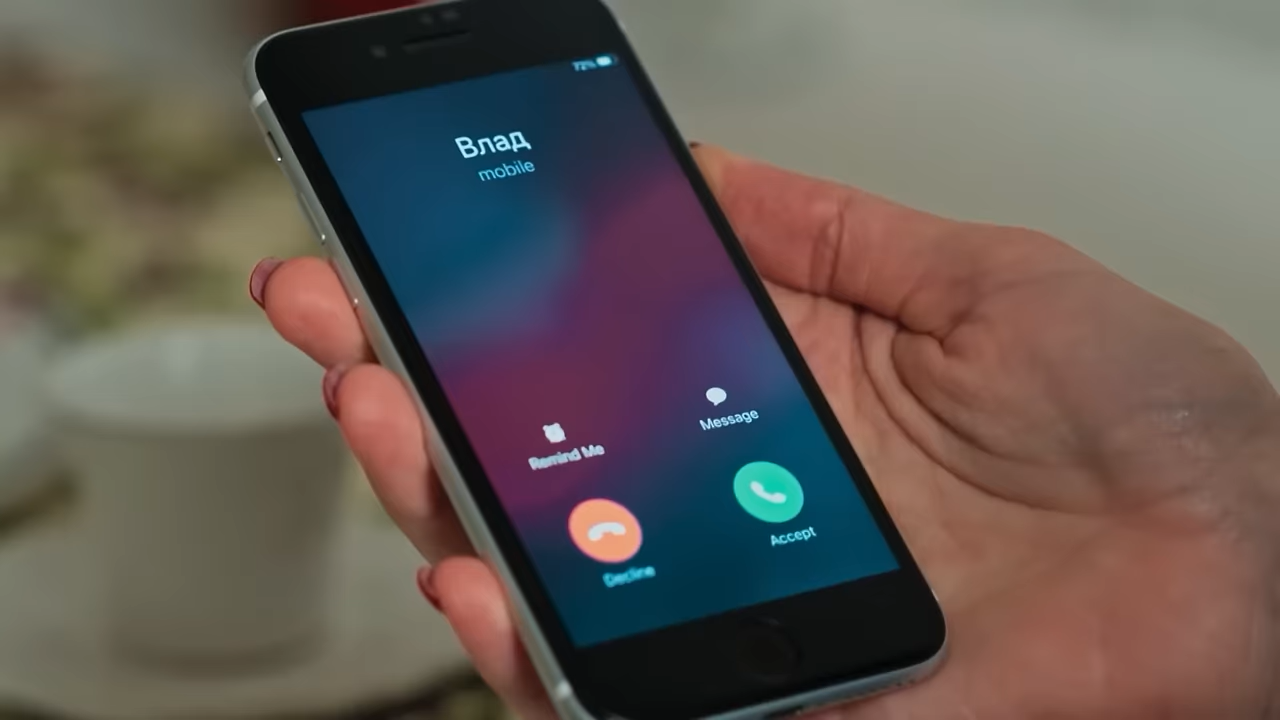 72%
Влад
mobile
Message
Remind Me
Accept
Decline